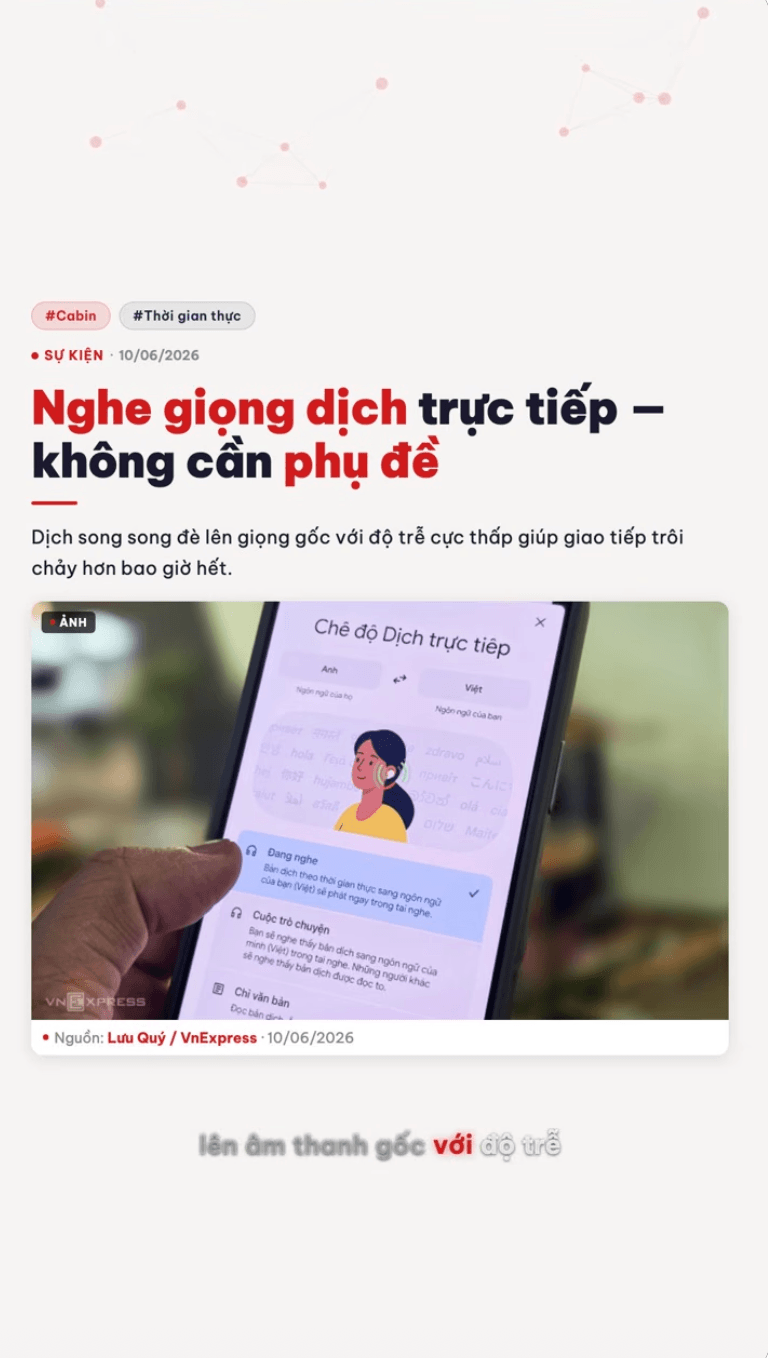 #Cabin #Thời gian thực
SỰ KIỆN · 10/06/2026
Nghe giọng dịch trực tiếp —
không cần phụ đề
Dịch song song đè lên giọng gốc với độ trễ cực thấp giúp giao tiếp trôi
chảy hơn bao giờ hết.
ẢNH
Chế độ Dịch trực tiếp
Anh
Việt
Ngôn ngữ của họ
Ngôn ngữ của bạn
zdravo
hola
olá
Đang nghe
Bản dịch theo thời gian thực sang ngôn ngữ
của bạn (Việt) sẽ phát ngay trong tai nghe.
Cuộc trò chuyện
Bạn sẽ nghe thấy bản dịch sang ngôn ngữ của
mình (Việt) trong tai nghe. Những người khác
sẽ nghe thấy bản dịch được đọc to.
Chỉ văn bản
VNEXPRESS
Nguồn: Lưu Quý / VnExpress · 10/06/2026
lên âm thanh gốc với độ trễ